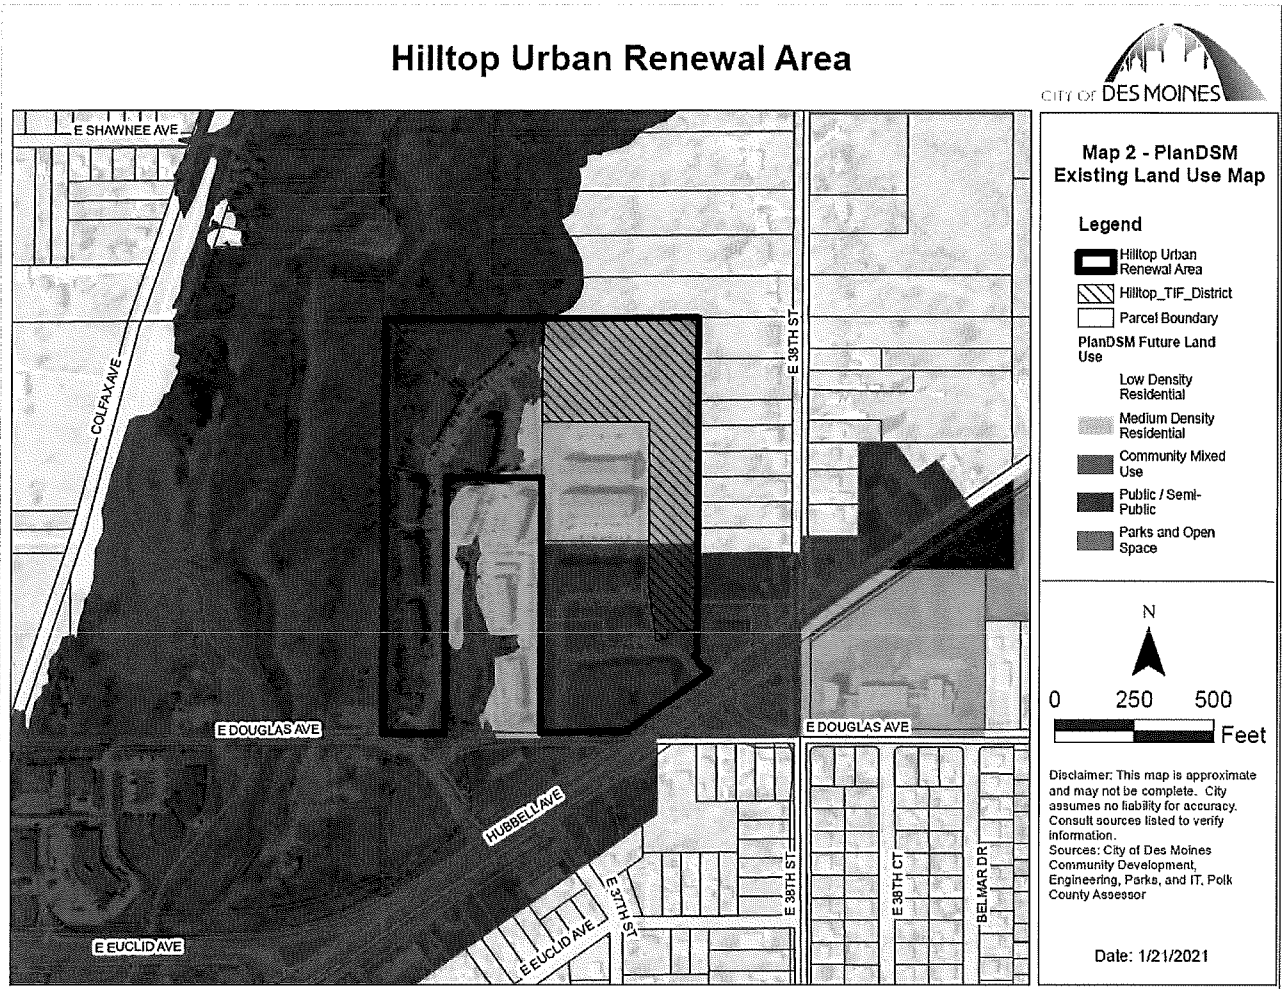 Hilltop Urban Renewal Area
CITY OF DES MOINES
E SHAWNEE AVE
COLFAX AVE
E 38TH ST
E DOUGLAS AVE
E DOUGLAS AVE
HUBBELL AVE
E 37TH ST
E EUCLID AVE
E EUCLID AVE
E 38TH ST
E 38TH CT
BELMAR DR
Map 2 - PlanDSM
Existing Land Use Map
Legend
Hilltop Urban
Renewal Area
Hilltop_TIF_District
Parcel Boundary
PlanDSM Future Land
Use
Low Density
Residential
Medium Density
Residential
Community Mixed
Use
Public / Semi-
Public
Parks and Open
Space
N
0 250 500
Feet
Disclaimer: This map is approximate
and may not be complete. City
assumes no liability for accuracy.
Consult sources listed to verify
information.
Sources: City of Des Moines
Community Development,
Engineering, Parks, and IT, Polk
County Assessor
Date: 1/21/2021